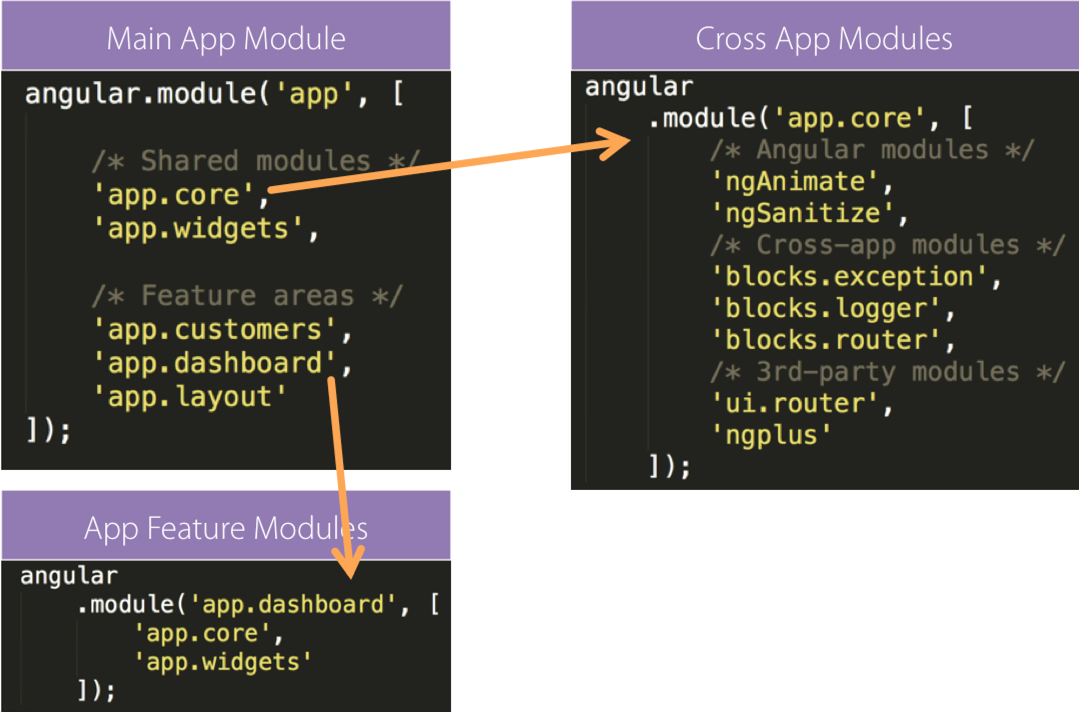 Main App Module
angular.module('app', [
/* Shared modules */
'app.core',
'app.widgets',
/* Feature areas */
'app.customers',
'app.dashboard',
'app.layout'
]);
Cross App Modules
angular
.module('app.core', [
/* Angular modules */
'ngAnimate',
'ngSanitize',
/* Cross-app modules */
'blocks.exception',
'blocks.logger',
'blocks.router',
/* 3rd-party modules */
'ui.router',
'ngplus'
]);
App Feature Modules
angular
.module('app.dashboard', [
'app.core',
'app.widgets'
]);